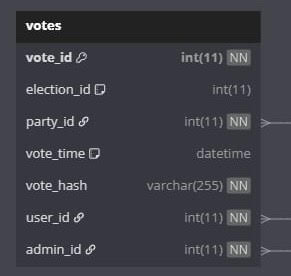 votes
vote_id int(11) NN
election_id int(11)
party_id int(11) NN
vote_time datetime
vote_hash varchar(255) NN
user_id int(11) NN
admin_id int(11) NN